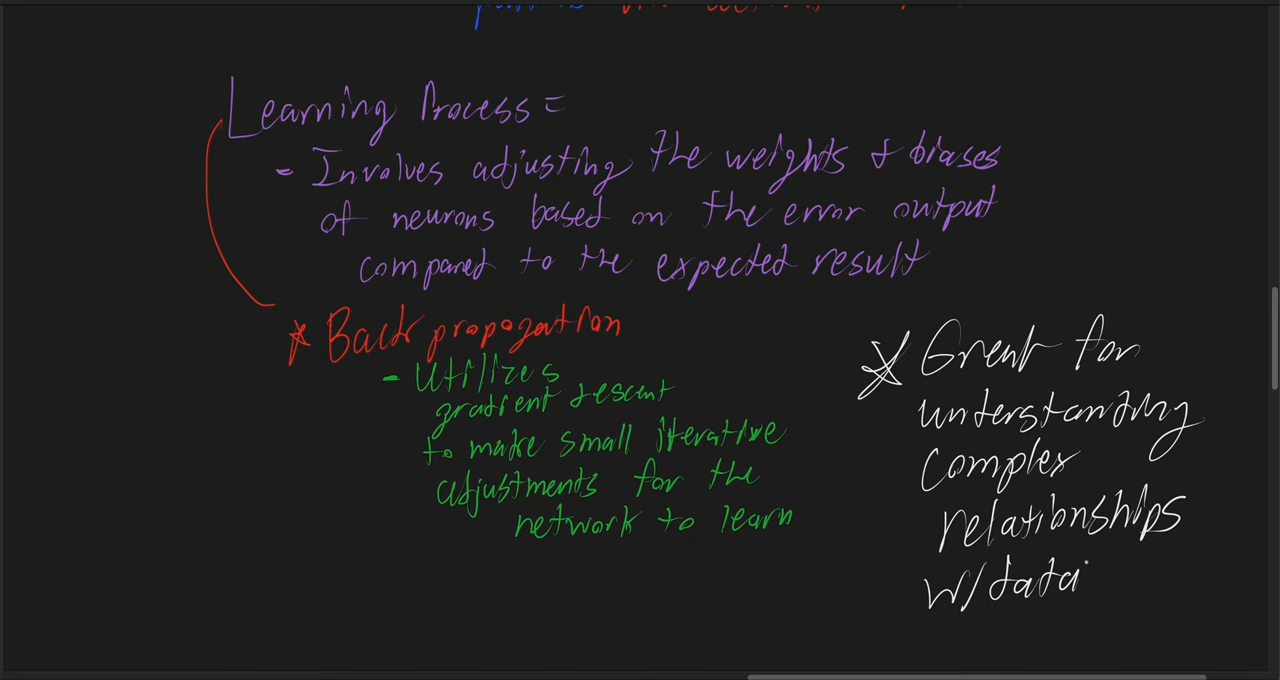 Learning Process =
- Involves adjusting the weights & biases
of neurons based on the error output
compared to the expected result
* Back propagation
- Utilizes
gradient descent
to make small iterative
adjustments for the
network to learn
* Great for
understanding
complex
relationships
w/ data